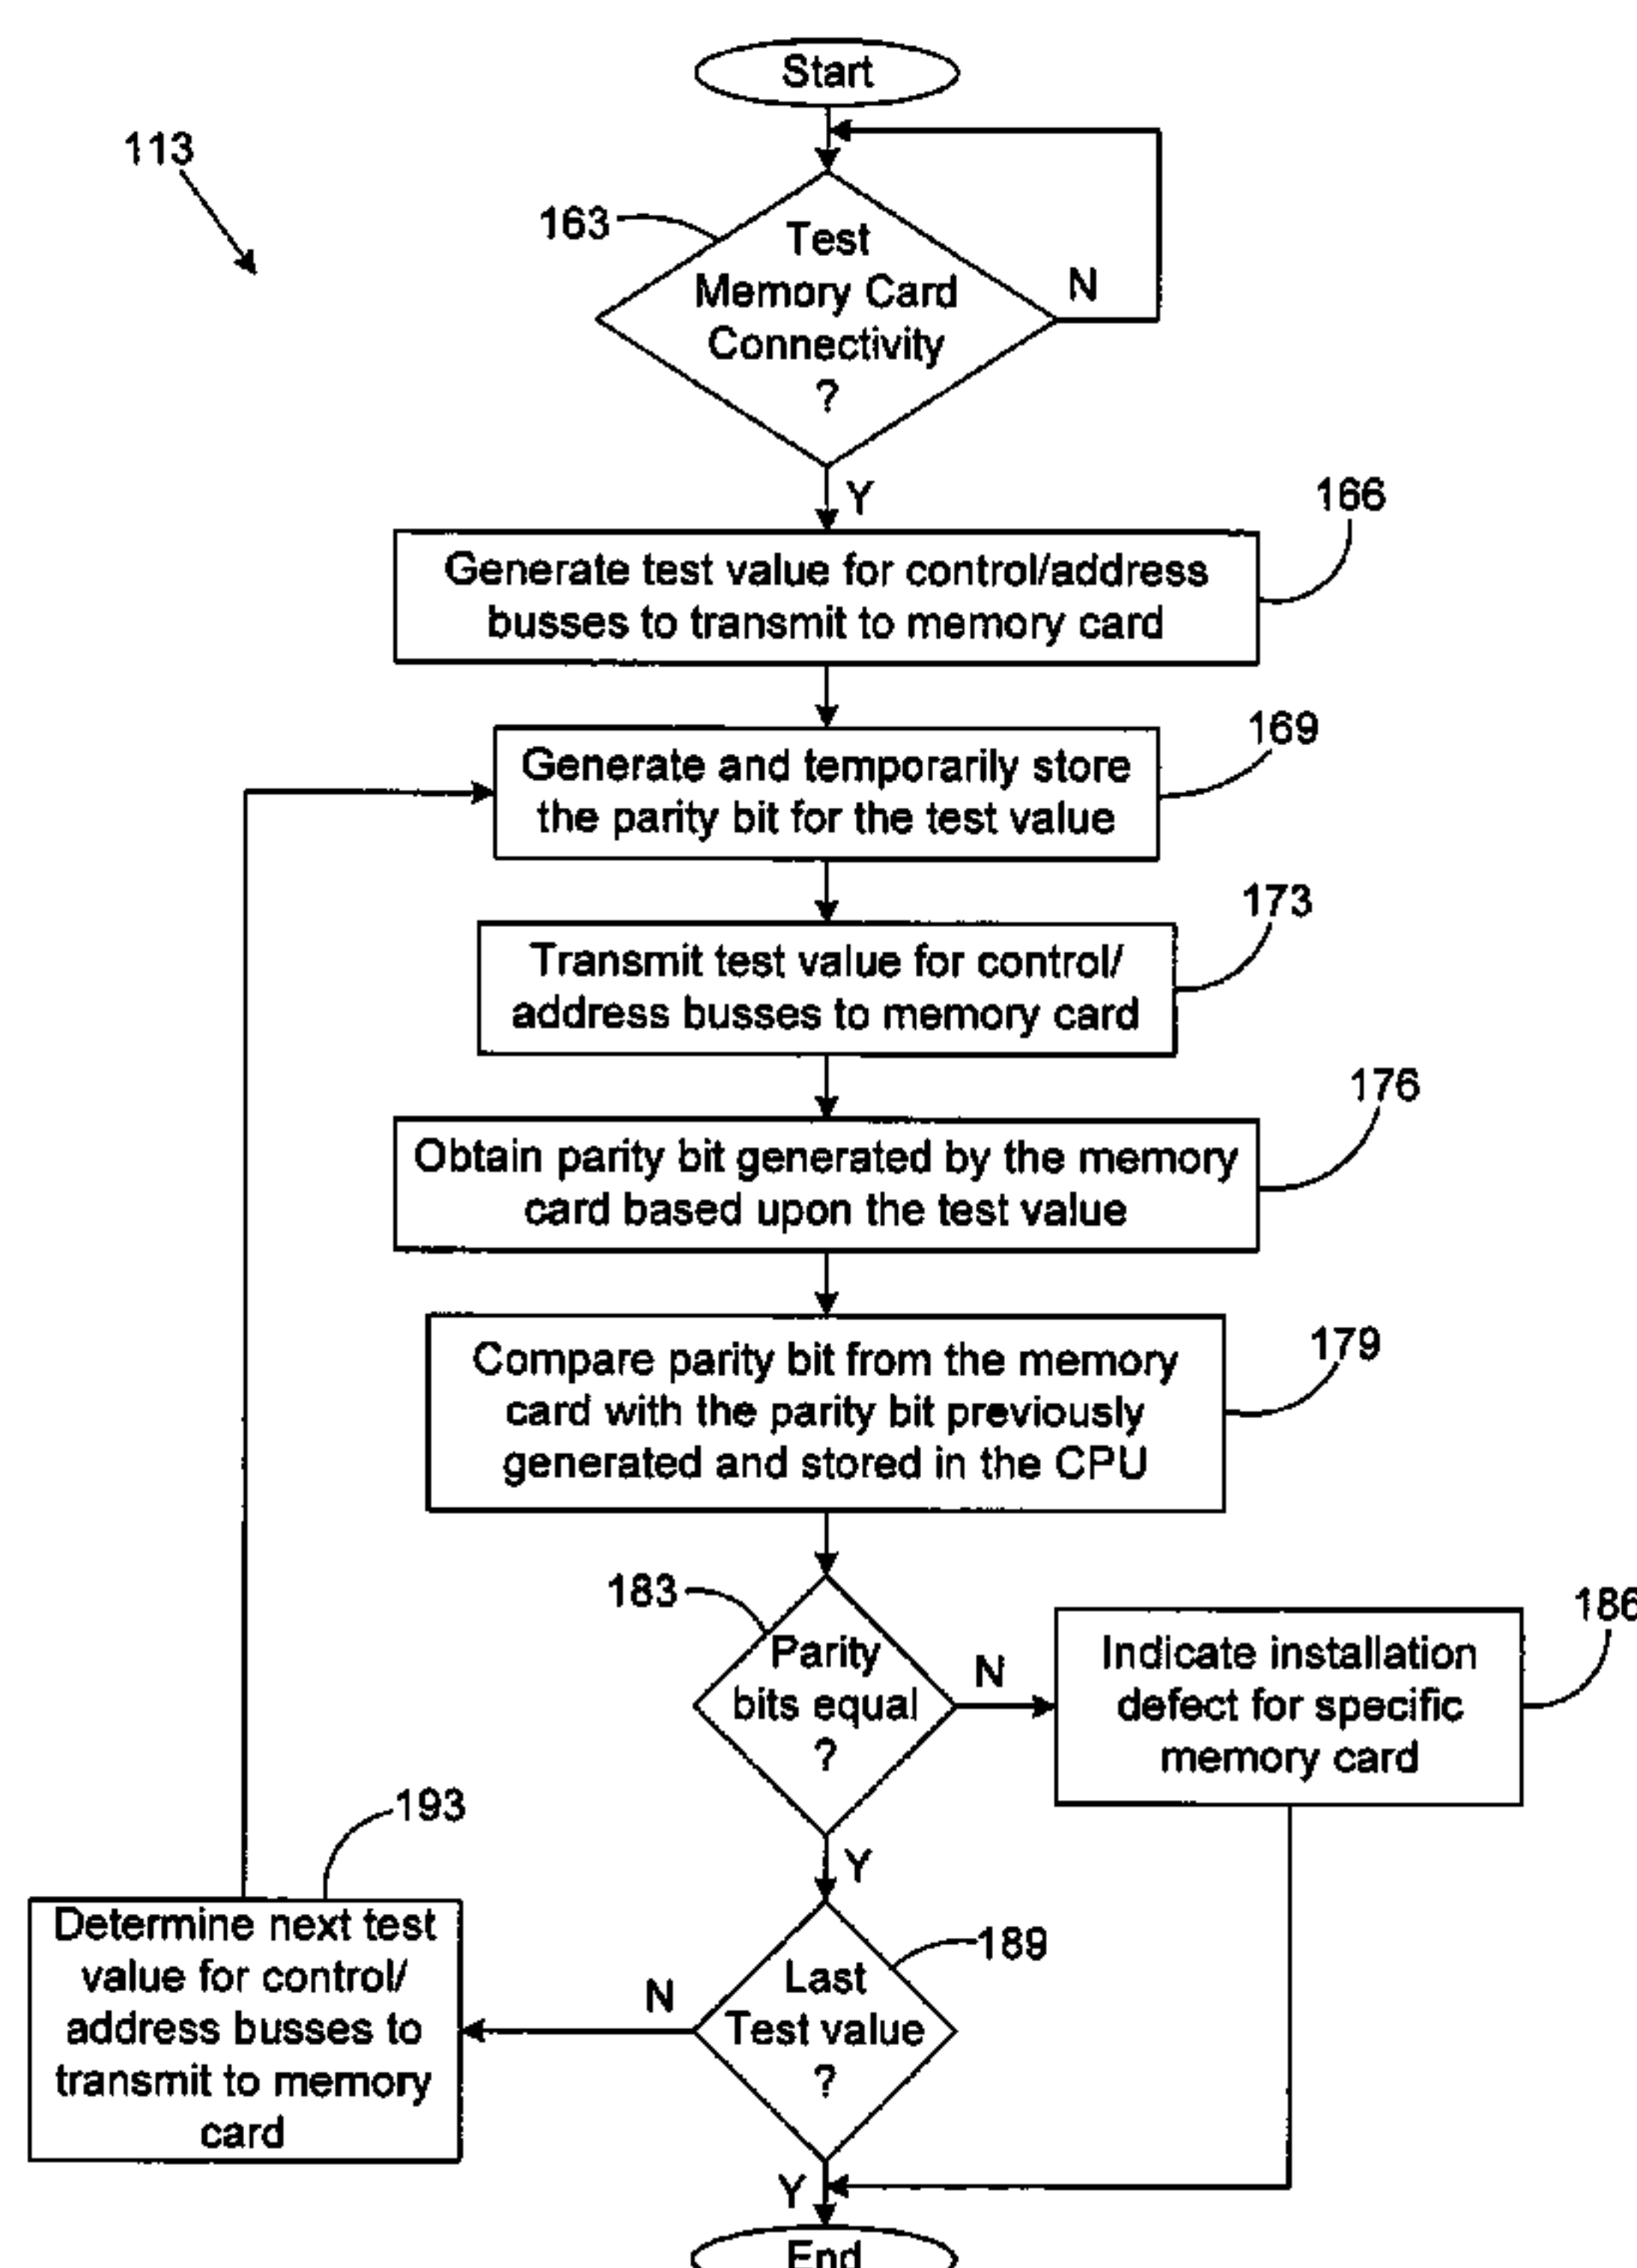 Start
113
163
Test
Memory Card
Connectivity
?
N
Y
166
Generate test value for control/address
busses to transmit to memory card
169
Generate and temporarily store
the parity bit for the test value
173
Transmit test value for control/
address busses to memory card
176
Obtain parity bit generated by the memory
card based upon the test value
179
Compare parity bit from the memory
card with the parity bit previously
generated and stored in the CPU
183
Parity
bits equal
?
N
186
Indicate installation
defect for specific
memory card
Y
193
Determine next test
value for control/
address busses to
transmit to memory
card
N
189
Last
Test value
?
Y
End